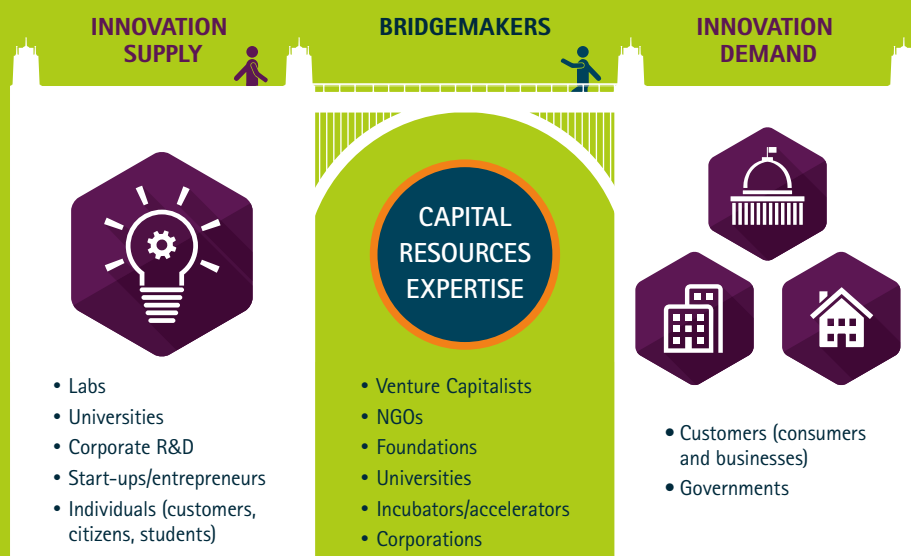 INNOVATION
SUPPLY
BRIDGEMAKERS
INNOVATION
DEMAND
CAPITAL
RESOURCES
EXPERTISE
• Labs
• Universities
• Corporate R&D
• Start-ups/entrepreneurs
• Individuals (customers,
citizens, students)
• Venture Capitalists
• NGOs
• Foundations
• Universities
• Incubators/accelerators
• Corporations
• Customers (consumers
and businesses)
• Governments